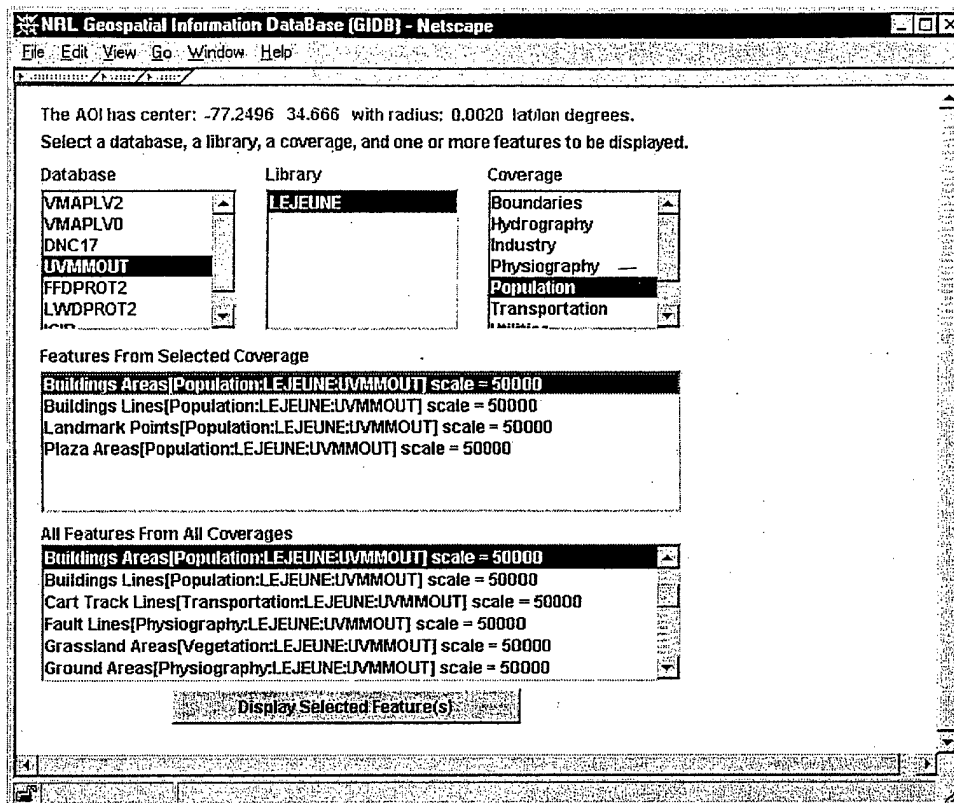 NRL Geospatial Information DataBase (GIDB) - Netscape
File Edit View Go Window Help
The AOI has center: -77.2496 34.666 with radius: 0.0020 lat/lon degrees.
Select a database, a library, a coverage, and one or more features to be displayed.
Database Library Coverage
VMAPLV2 LEJEUNE Boundaries
VMAPLV0 Hydrography
DNC17 Industry
UVMMOUT Physiography
FFDPROT2 Population
LWDPROT2 Transportation
Features From Selected Coverage
Buildings Areas[Population:LEJEUNE:UVMMOUT] scale = 50000
Buildings Lines[Population:LEJEUNE:UVMMOUT] scale = 50000
Landmark Points[Population:LEJEUNE:UVMMOUT] scale = 50000
Plaza Areas[Population:LEJEUNE:UVMMOUT] scale = 50000
All Features From All Coverages
Buildings Areas[Population:LEJEUNE:UVMMOUT] scale = 50000
Buildings Lines[Population:LEJEUNE:UVMMOUT] scale = 50000
Cart Track Lines[Transportation:LEJEUNE:UVMMOUT] scale = 50000
Fault Lines[Physiography:LEJEUNE:UVMMOUT] scale = 50000
Grassland Areas[Vegetation:LEJEUNE:UVMMOUT] scale = 50000
Ground Areas[Physiography:LEJEUNE:UVMMOUT] scale = 50000
Display Selected Feature(s)